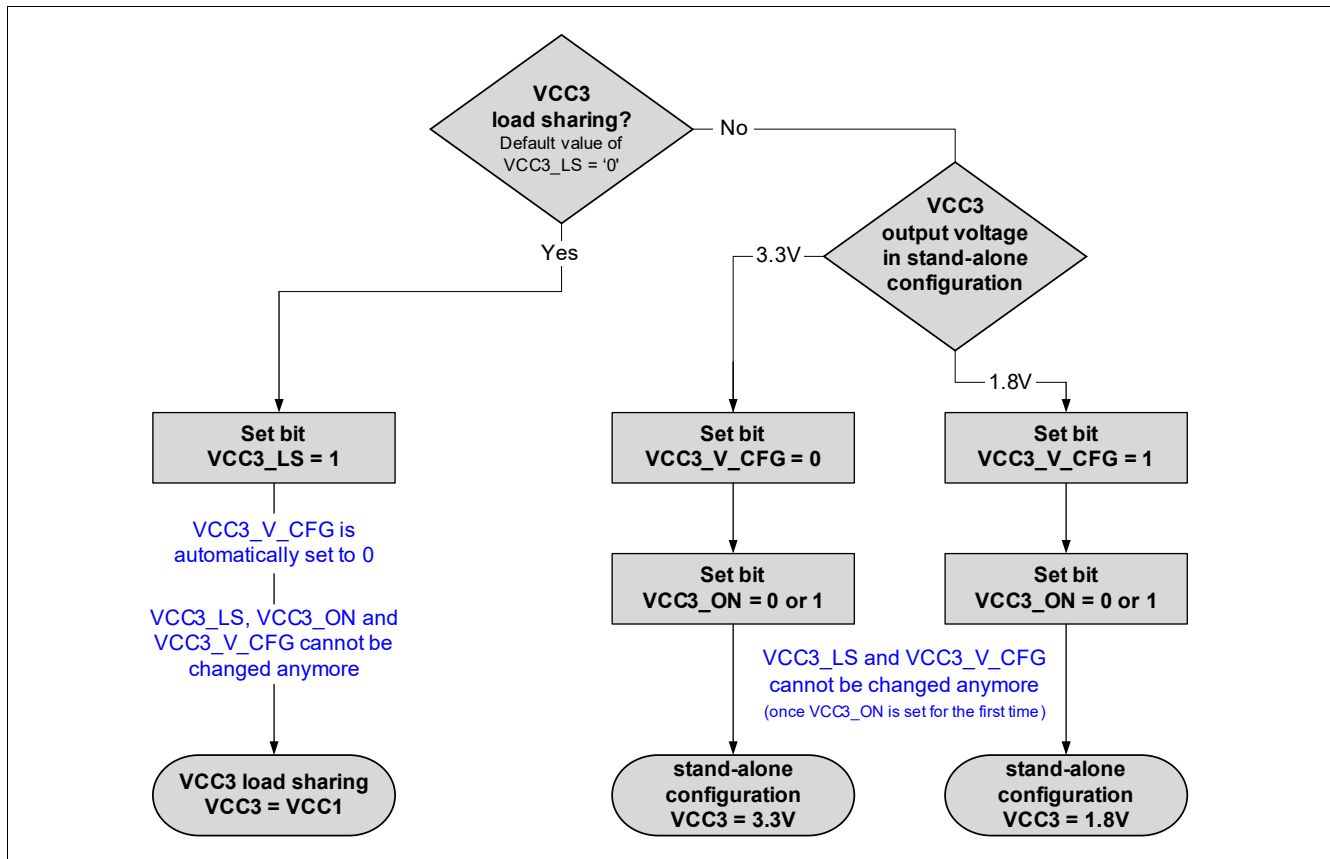 VCC3
load sharing?
Default value of
VCC3_LS = ‘0'
No
Yes
VCC3
output voltage
in stand-alone
configuration
3.3V
1.8V
Set bit
VCC3_LS = 1
Set bit
VCC3_V_CFG = 0
Set bit
VCC3_V_CFG = 1
VCC3_V_CFG is
automatically set to 0
Set bit
VCC3_ON = 0 or 1
Set bit
VCC3_ON = 0 or 1
VCC3_LS, VCC3_ON and
VCC3_V_CFG cannot be
changed anymore
VCC3_LS and VCC3_V_CFG
cannot be changed anymore
(once VCC3_ON is set for the first time)
VCC3 load sharing
VCC3 = VCC1
stand-alone
configuration
VCC3 = 3.3V
stand-alone
configuration
VCC3 = 1.8V